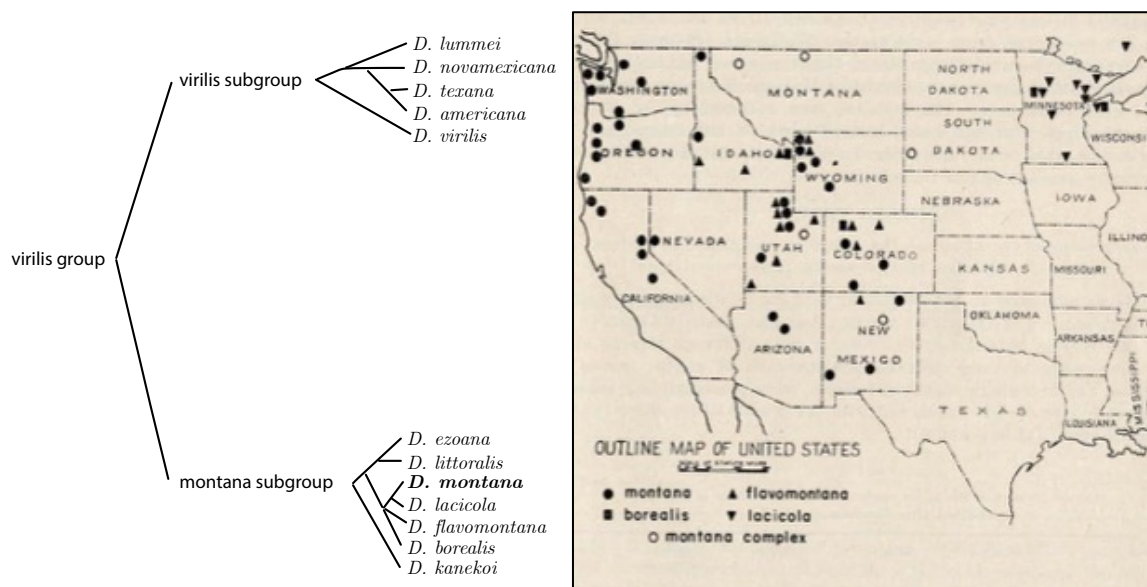 D. lummei
virilis subgroup
D. novamexicana
D. texana
D. americana
D. virilis
virilis group
D. ezoana
D. littoralis
montana subgroup
D. montana
D. lacicola
D. flavomontana
D. borealis
D. kanekoi
WASHINGTON
MONTANA
NORTH
DAKOTA
MINNESOTA
SOUTH
DAKOTA
WISCONSIN
OREGON
IDAHO
WYOMING
NEBRASKA
IOWA
NEVADA
UTAH
COLORADO
ILLINO
KANSAS
MISSOURI
CALIFORNIA
OKLAHOMA
ARIZONA
NEW
MEXICO
ARKANSAS
MISSISSIPPI
TEXAS
LOUISIANA
OUTLINE MAP OF UNITED STATES
montana
flavomontana
borealis
lacicola
montana complex